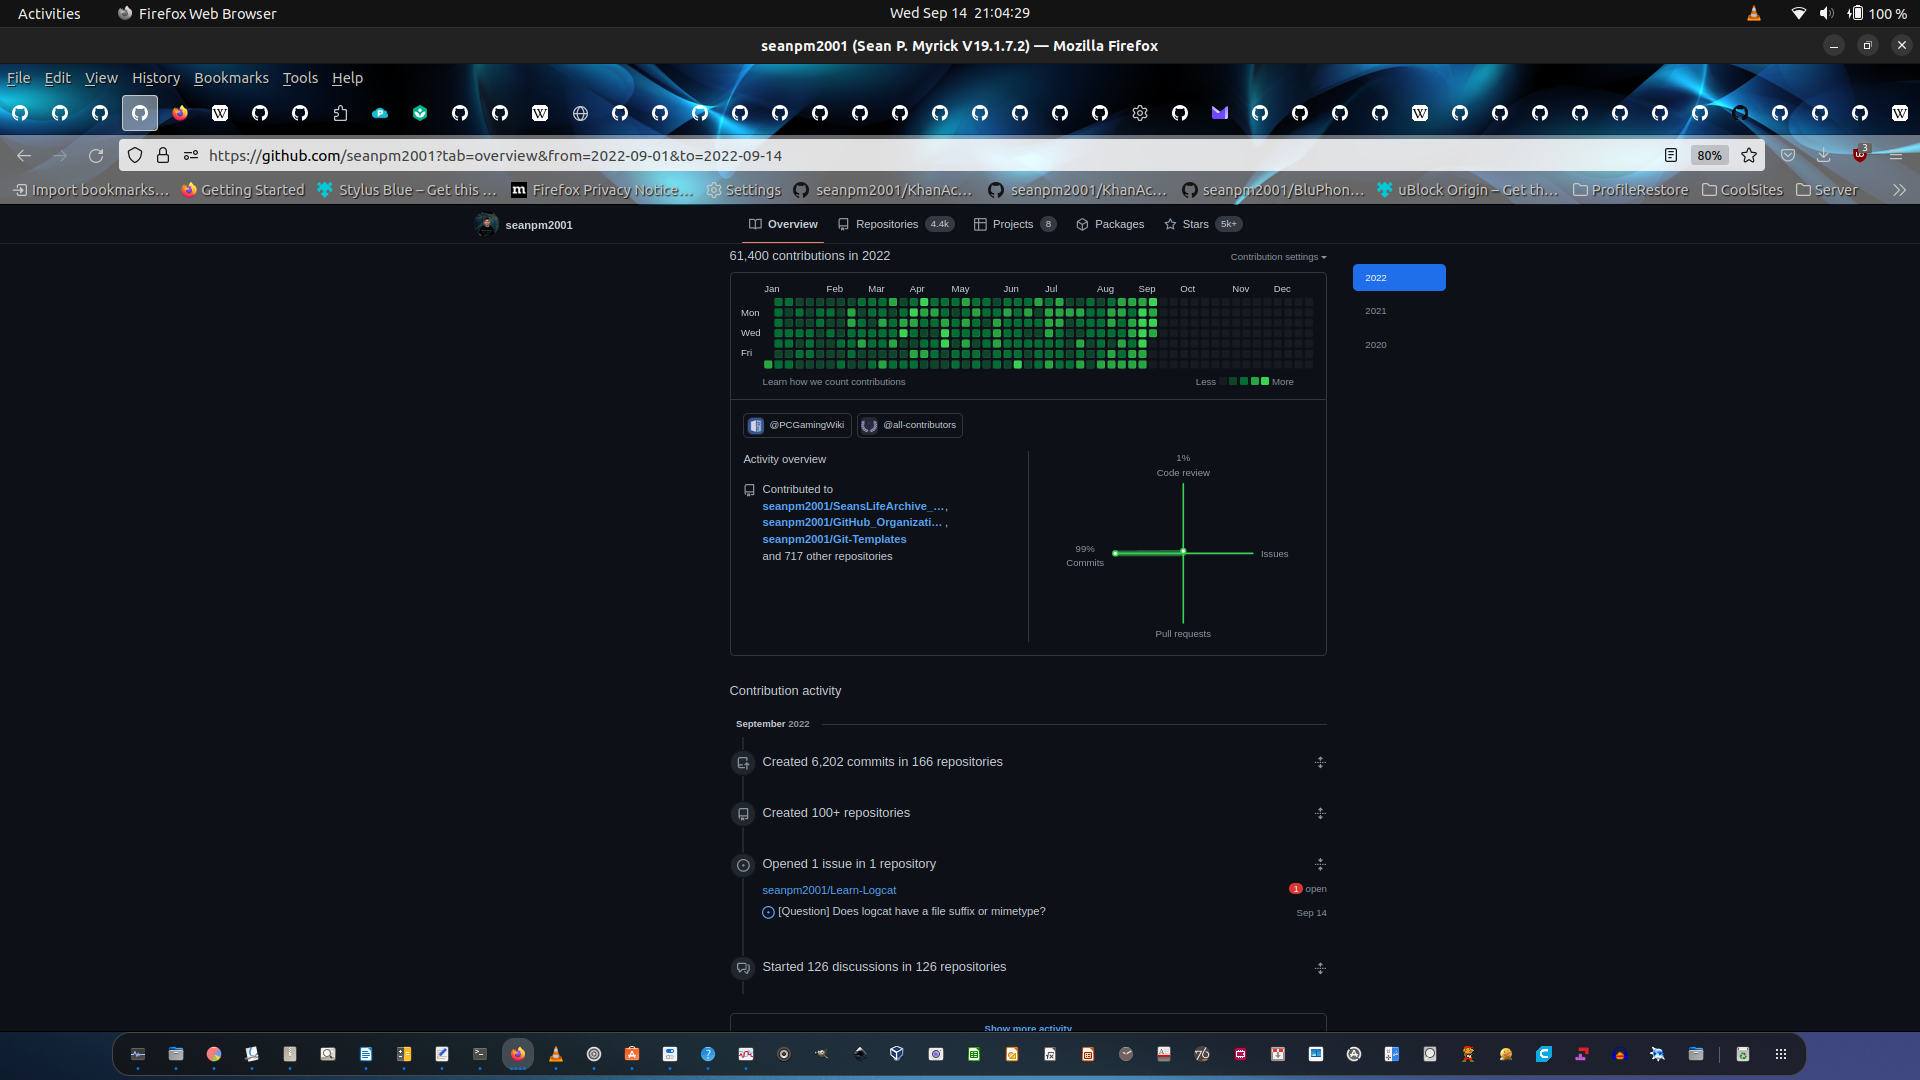 Activities
Firefox Web Browser
Wed Sep 14 21:04:29
100 %
seanpm2001 (Sean P. Myrick V19.1.7.2) — Mozilla Firefox
File Edit View History Bookmarks Tools Help
https://github.com/seanpm2001?tab=overview&from=2022-09-01&to=2022-09-14
80%
3
Import bookmarks…
Getting Started
Stylus Blue – Get this …
Firefox Privacy Notice…
Settings
seanpm2001/KhanAc…
seanpm2001/KhanAc…
seanpm2001/BluPhon…
uBlock Origin – Get th…
ProfileRestore
CoolSites
Server
seanpm2001
Overview
Repositories 4.4k
Projects 8
Packages
Stars 5k+
61,400 contributions in 2022
Contribution settings
2022
2021
2020
Jan Feb Mar Apr May Jun Jul Aug Sep Oct Nov Dec
Mon
Wed
Fri
Learn how we count contributions
Less
More
@PCGamingWiki
@all-contributors
Activity overview
Contributed to
seanpm2001/SeansLifeArchive_…,
seanpm2001/GitHub_Organizati… ,
seanpm2001/Git-Templates
and 717 other repositories
1%
Code review
99%
Commits
Issues
Pull requests
Contribution activity
September 2022
Created 6,202 commits in 166 repositories
Created 100+ repositories
Opened 1 issue in 1 repository
seanpm2001/Learn-Logcat
1 open
[Question] Does logcat have a file suffix or mimetype?
Sep 14
Started 126 discussions in 126 repositories
Show more activity